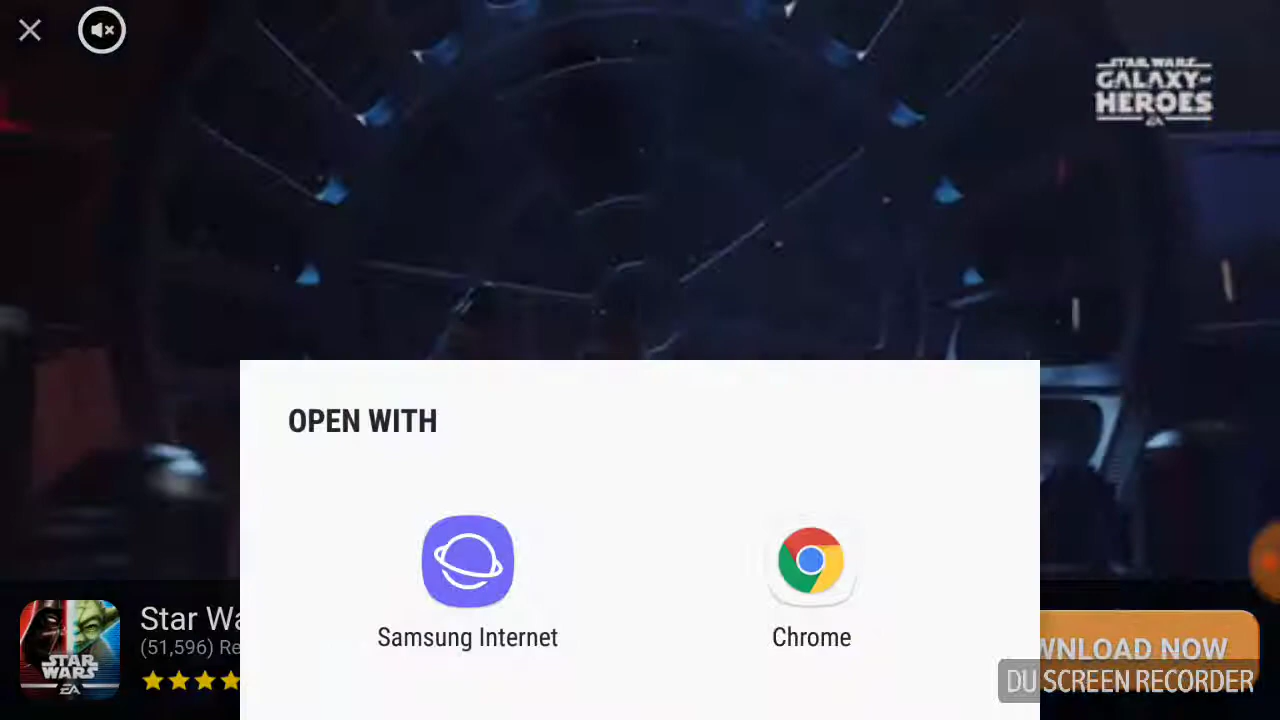 STAR WARS
GALAXY OF
HEROES
EA
OPEN WITH
Samsung Internet
Chrome
Star Wa
(51,596) Re
STAR
WARS
EA
WNLOAD NOW
DU SCREEN RECORDER